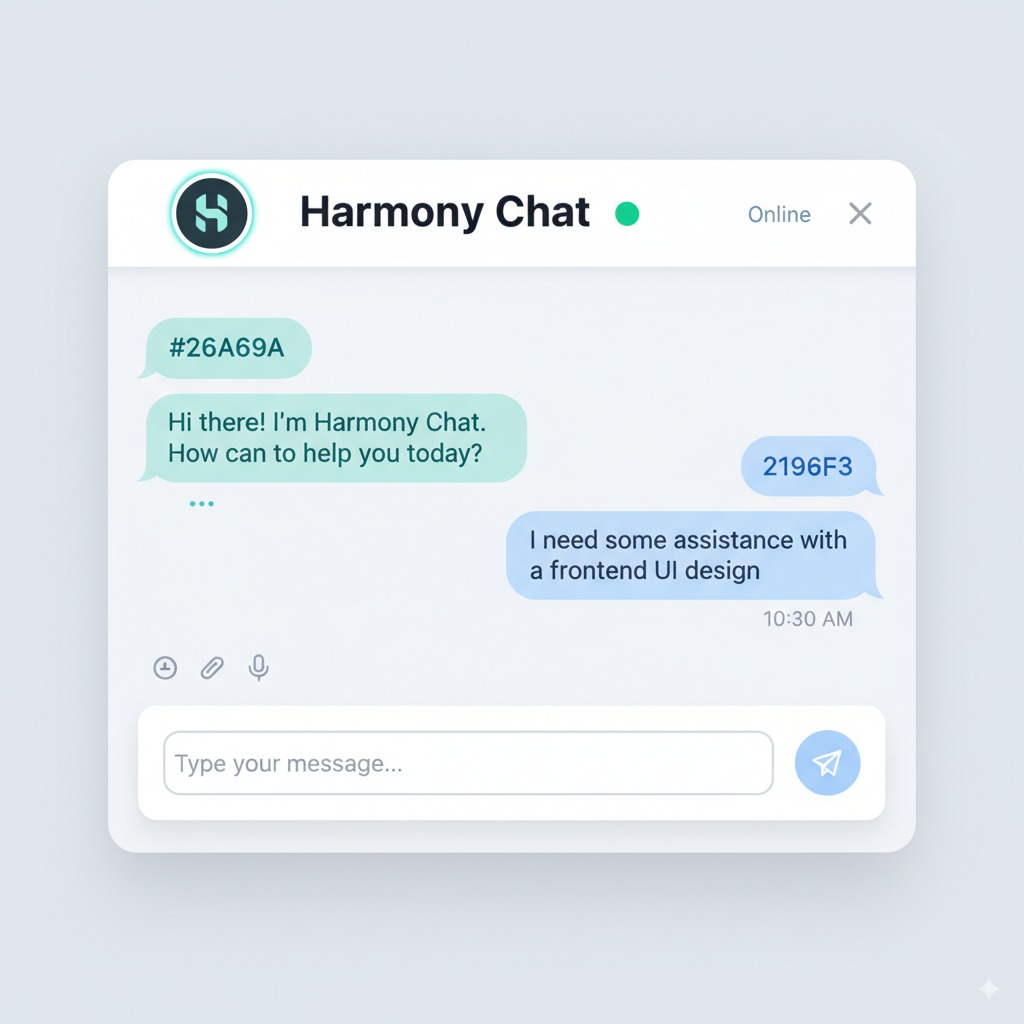 Harmony Chat
Online
#26A69A
Hi there! I'm Harmony Chat.
How can to help you today?
2196F3
I need some assistance with
a frontend UI design
10:30 AM
Type your message...